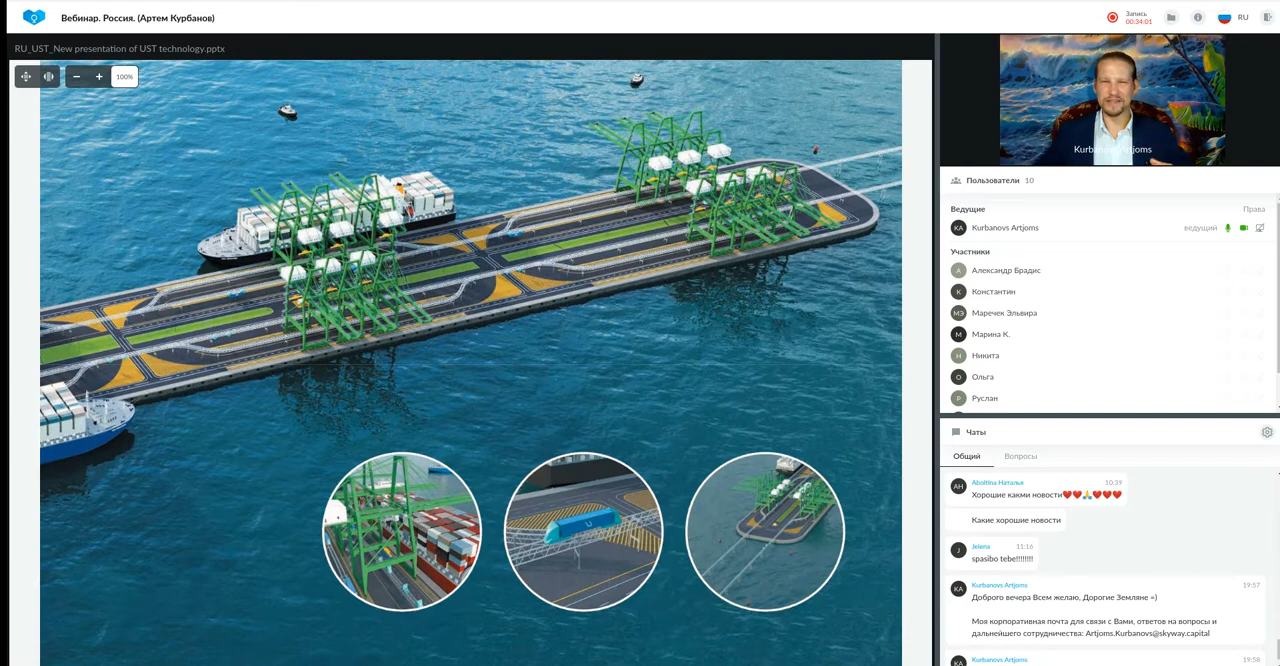 Вебинар. Россия. (Артем Курбанов)
Запись
00:34:01
RU
RU_UST_New presentation of UST technology.pptx
100%
Kurbanovs Artjoms
Пользователи 10
Ведущие Права
KA Kurbanovs Artjoms ведущий
Участники
А Александр Брадис
К Константин
МЭ Маречек Эльвира
М Марина К.
Н Никита
О Ольга
Р Руслан
Чаты
Общий Вопросы
АН Aboltina Наталья 10:39
Хорошие какми новости❤❤🙏❤❤❤
Какие хорошие новости
J Jelena 11:16
spasibo tebe!!!!!!!!
KA Kurbanovs Artjoms 19:57
Доброго вечера Всем желаю, Дорогие Земляне =)
Моя корпоративная почта для связи с Вами, ответов на вопросы и
дальнейшего сотрудничества: Artjoms.Kurbanovs@skyway.capital
KA Kurbanovs Artjoms 19:58